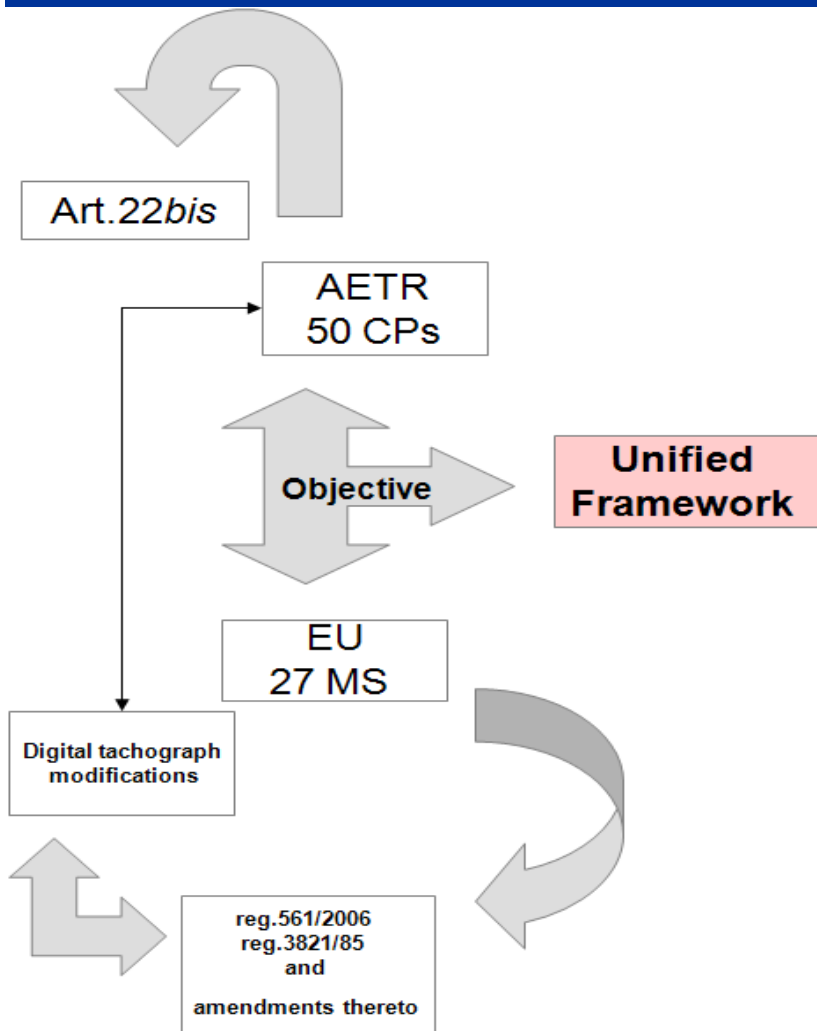 Art.22bis
AETR
50 CPs
Objective
Unified
Framework
EU
27 MS
Digital tachograph
modifications
reg.561/2006
reg.3821/85
and
amendments thereto